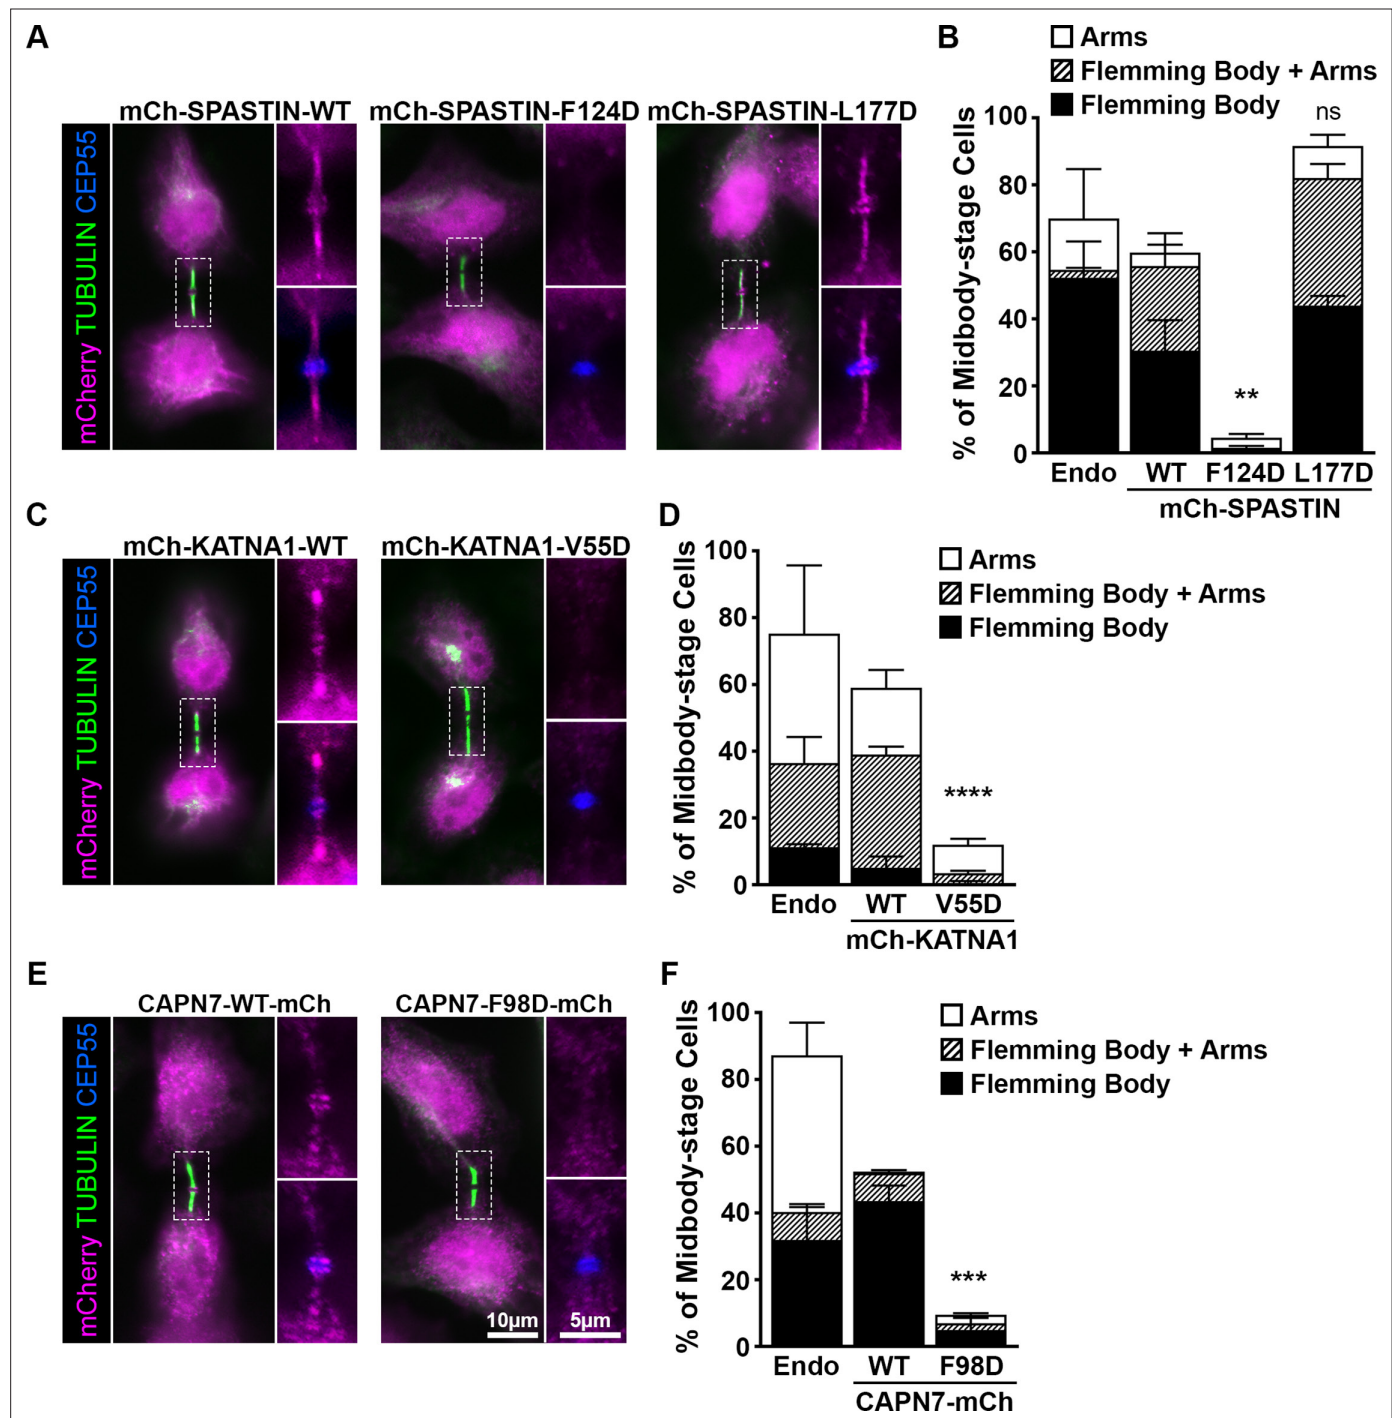 A
mCh-SPASTIN-WT mCh-SPASTIN-F124D mCh-SPASTIN-L177D
mCherry TUBULIN CEP55
B
Arms
Flemming Body + Arms
Flemming Body
% of Midbody-stage Cells
100
80
60
40
20
0
ns
**
Endo WT F124D L177D
mCh-SPASTIN
C
mCh-KATNA1-WT mCh-KATNA1-V55D
mCherry TUBULIN CEP55
D
Arms
Flemming Body + Arms
Flemming Body
% of Midbody-stage Cells
100
80
60
40
20
0
****
Endo WT V55D
mCh-KATNA1
E
CAPN7-WT-mCh CAPN7-F98D-mCh
mCherry TUBULIN CEP55
10μm 5μm
F
Arms
Flemming Body + Arms
Flemming Body
% of Midbody-stage Cells
100
80
60
40
20
0
***
Endo WT F98D
CAPN7-mCh